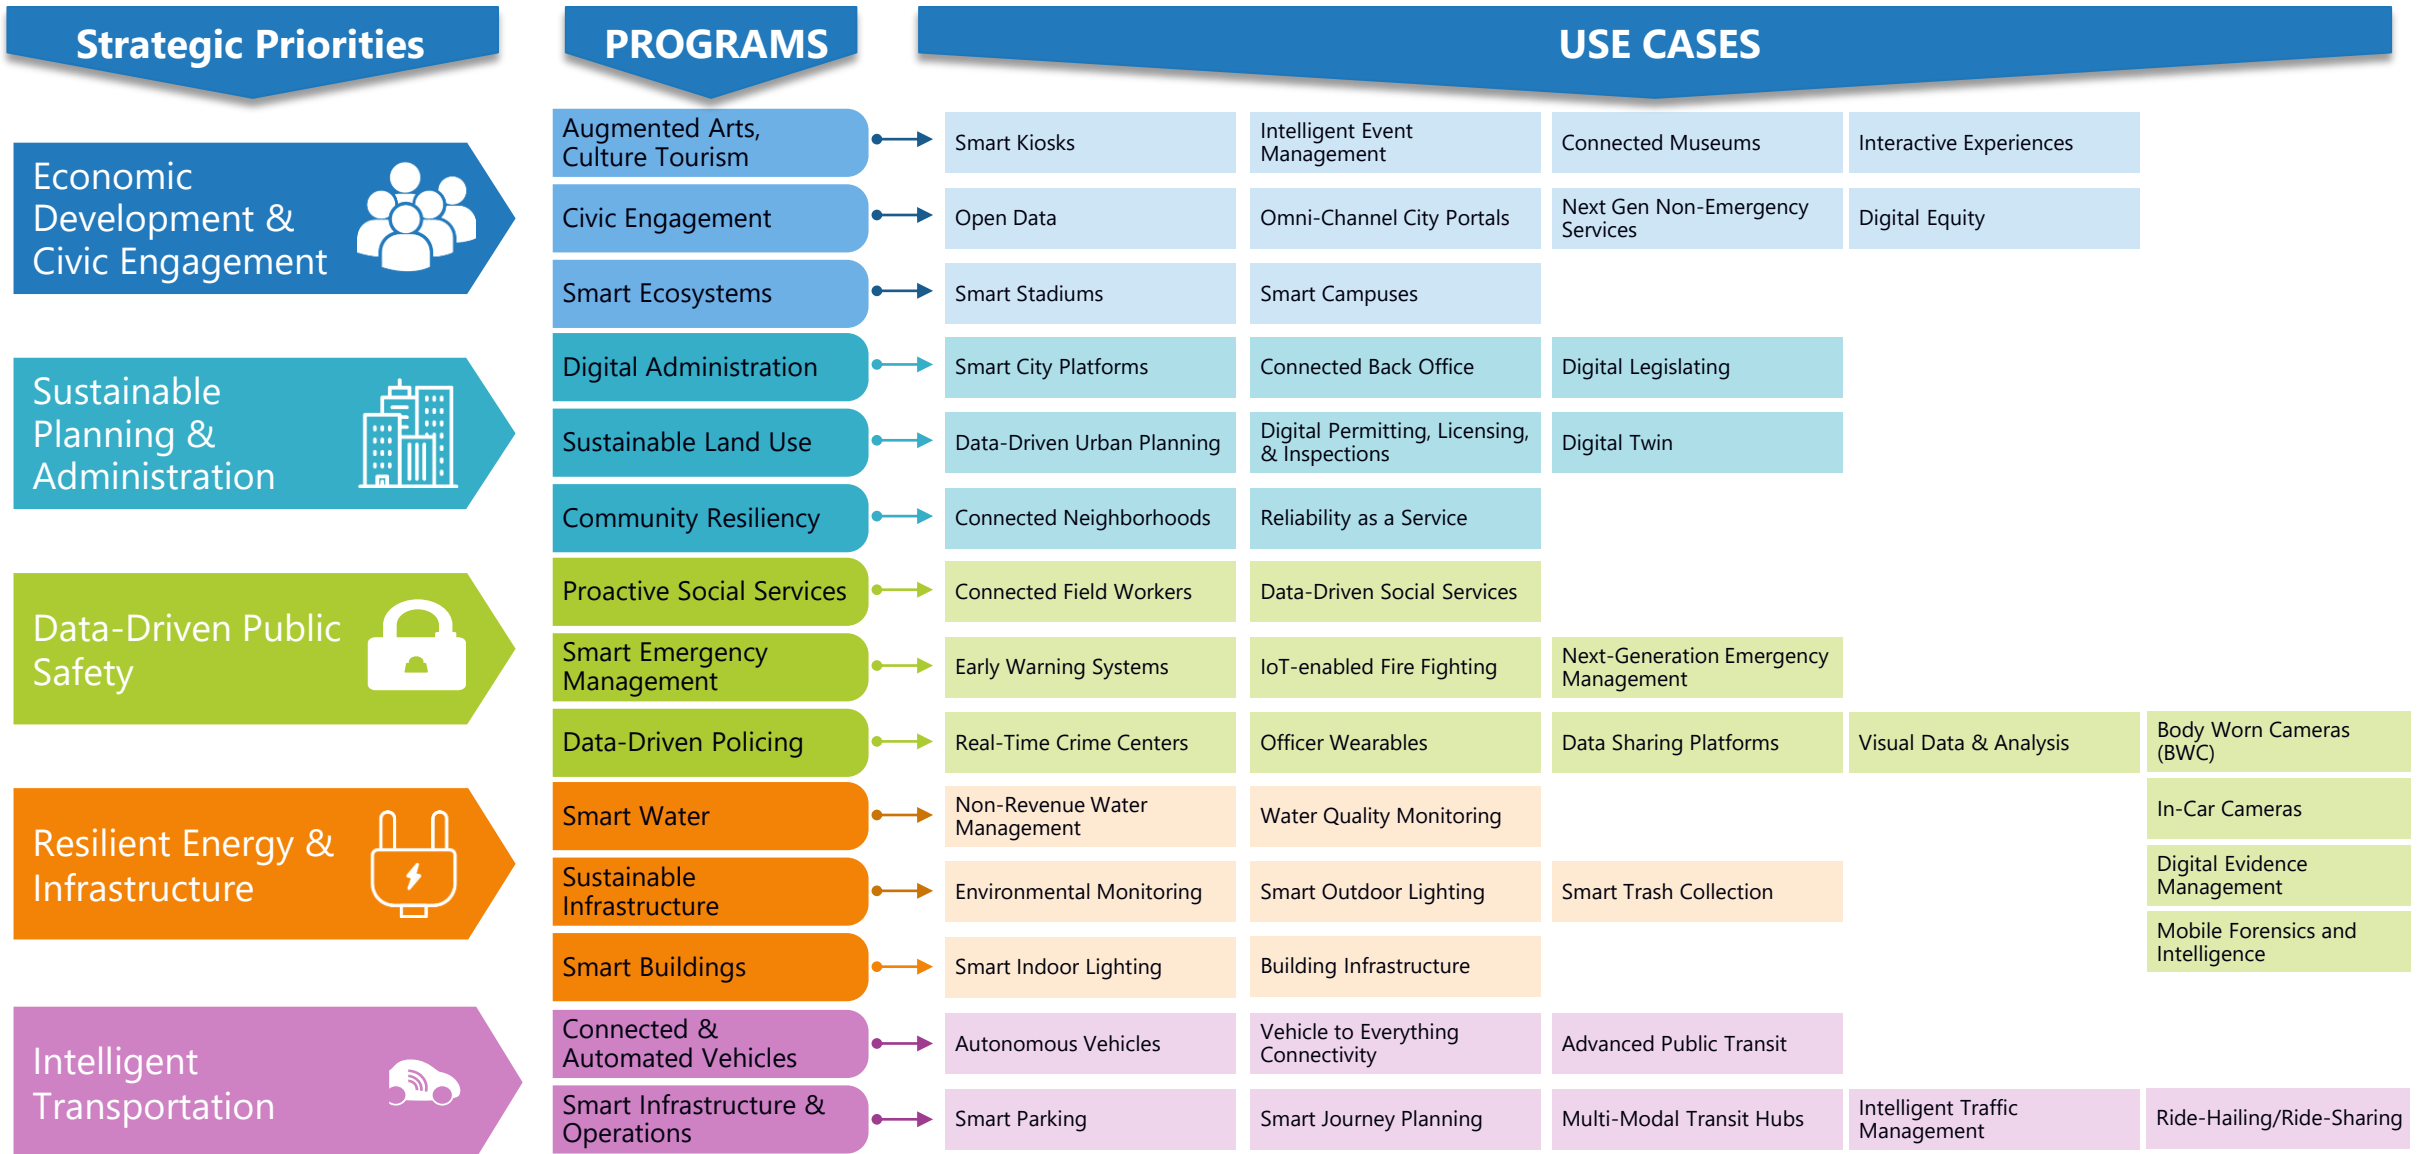 Strategic Priorities
PROGRAMS
USE CASES
Economic
Development &
Civic Engagement
Augmented Arts,
Culture Tourism
Smart Kiosks
Intelligent Event
Management
Connected Museums
Interactive Experiences
Civic Engagement
Open Data
Omni-Channel City Portals
Next Gen Non-Emergency
Services
Digital Equity
Smart Ecosystems
Smart Stadiums
Smart Campuses
Sustainable
Planning &
Administration
Digital Administration
Smart City Platforms
Connected Back Office
Digital Legislating
Sustainable Land Use
Data-Driven Urban Planning
Digital Permitting, Licensing,
& Inspections
Digital Twin
Community Resiliency
Connected Neighborhoods
Reliability as a Service
Data-Driven Public
Safety
Proactive Social Services
Connected Field Workers
Data-Driven Social Services
Smart Emergency
Management
Early Warning Systems
IoT-enabled Fire Fighting
Next-Generation Emergency
Management
Data-Driven Policing
Real-Time Crime Centers
Officer Wearables
Data Sharing Platforms
Visual Data & Analysis
Body Worn Cameras
(BWC)
In-Car Cameras
Digital Evidence
Management
Mobile Forensics and
Intelligence
Resilient Energy &
Infrastructure
Smart Water
Non-Revenue Water
Management
Water Quality Monitoring
Sustainable
Infrastructure
Environmental Monitoring
Smart Outdoor Lighting
Smart Trash Collection
Smart Buildings
Smart Indoor Lighting
Building Infrastructure
Intelligent
Transportation
Connected &
Automated Vehicles
Autonomous Vehicles
Vehicle to Everything
Connectivity
Advanced Public Transit
Smart Infrastructure &
Operations
Smart Parking
Smart Journey Planning
Multi-Modal Transit Hubs
Intelligent Traffic
Management
Ride-Hailing/Ride-Sharing